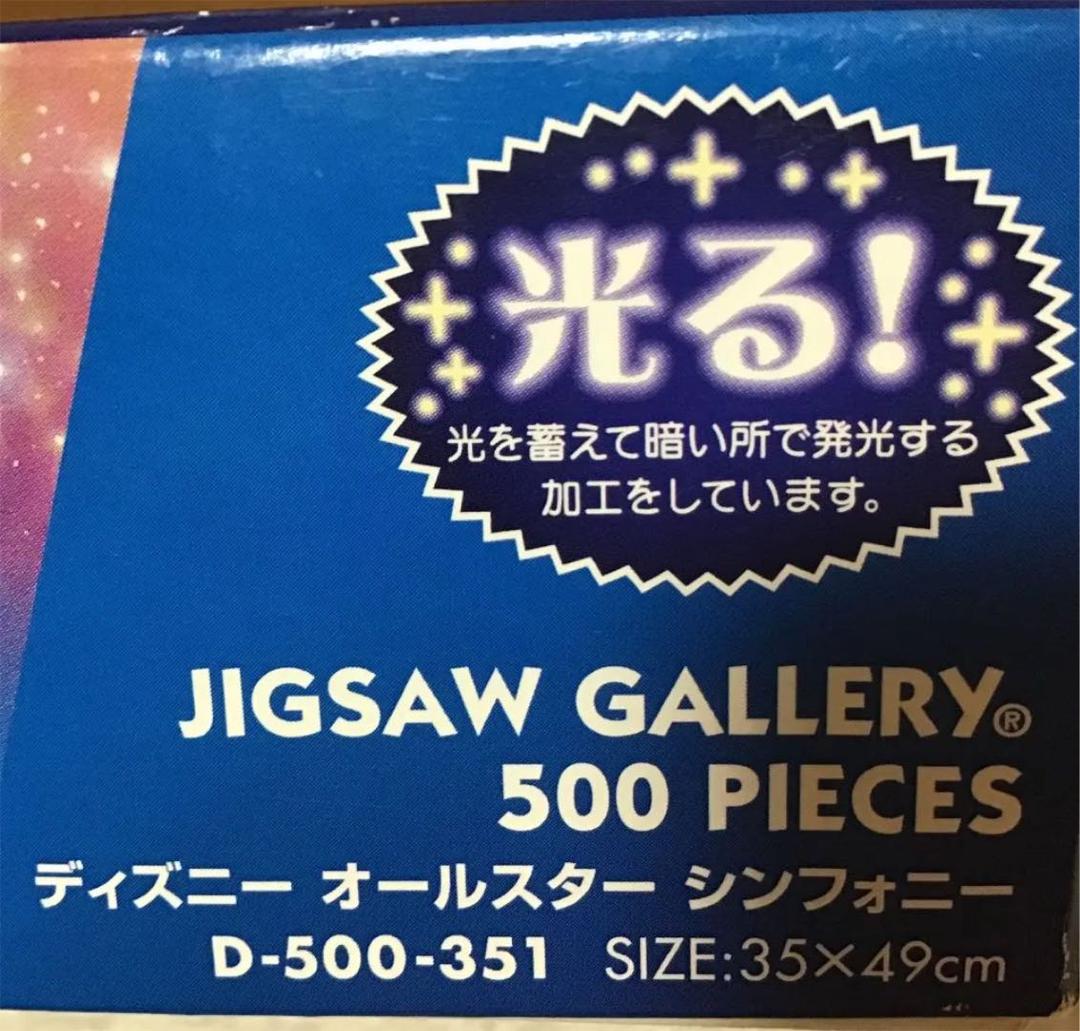 光る!
光を蓄えて暗い所で発光する
加工をしています。
JIGSAW GALLERY®
500 PIECES
ディズニー オールスター シンフォニー
D-500-351 SIZE:35×49cm